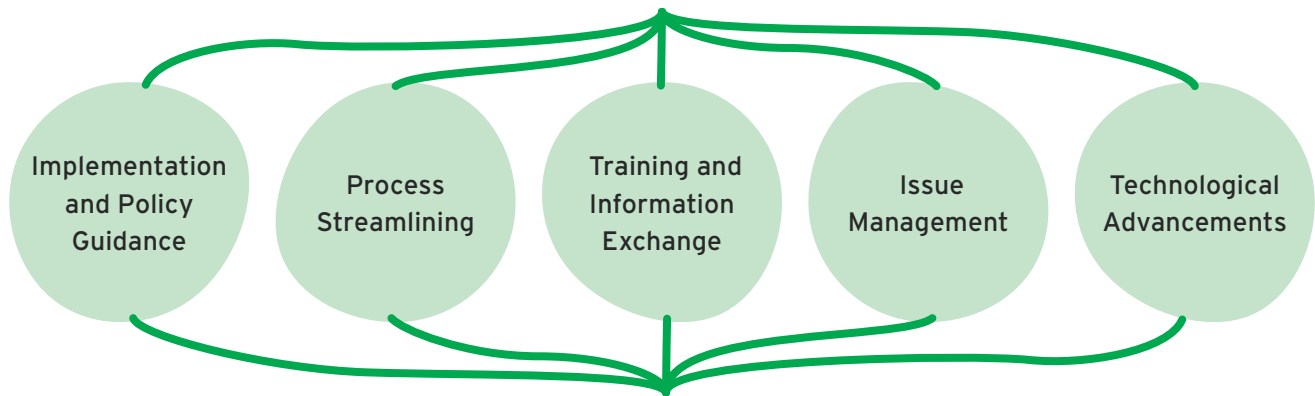 Implementation
and Policy
Guidance
Process
Streamlining
Training and
Information
Exchange
Issue
Management
Technological
Advancements